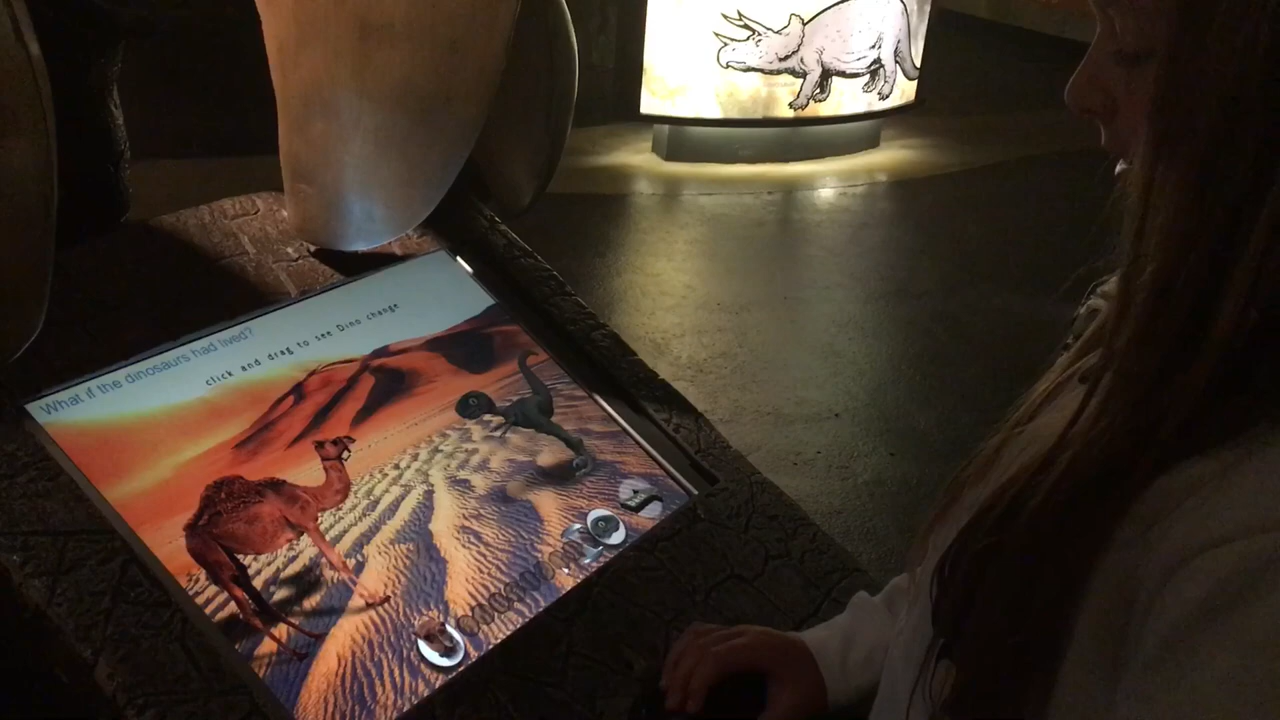 What if the dinosaurs had lived?
click and drag to see Dino change